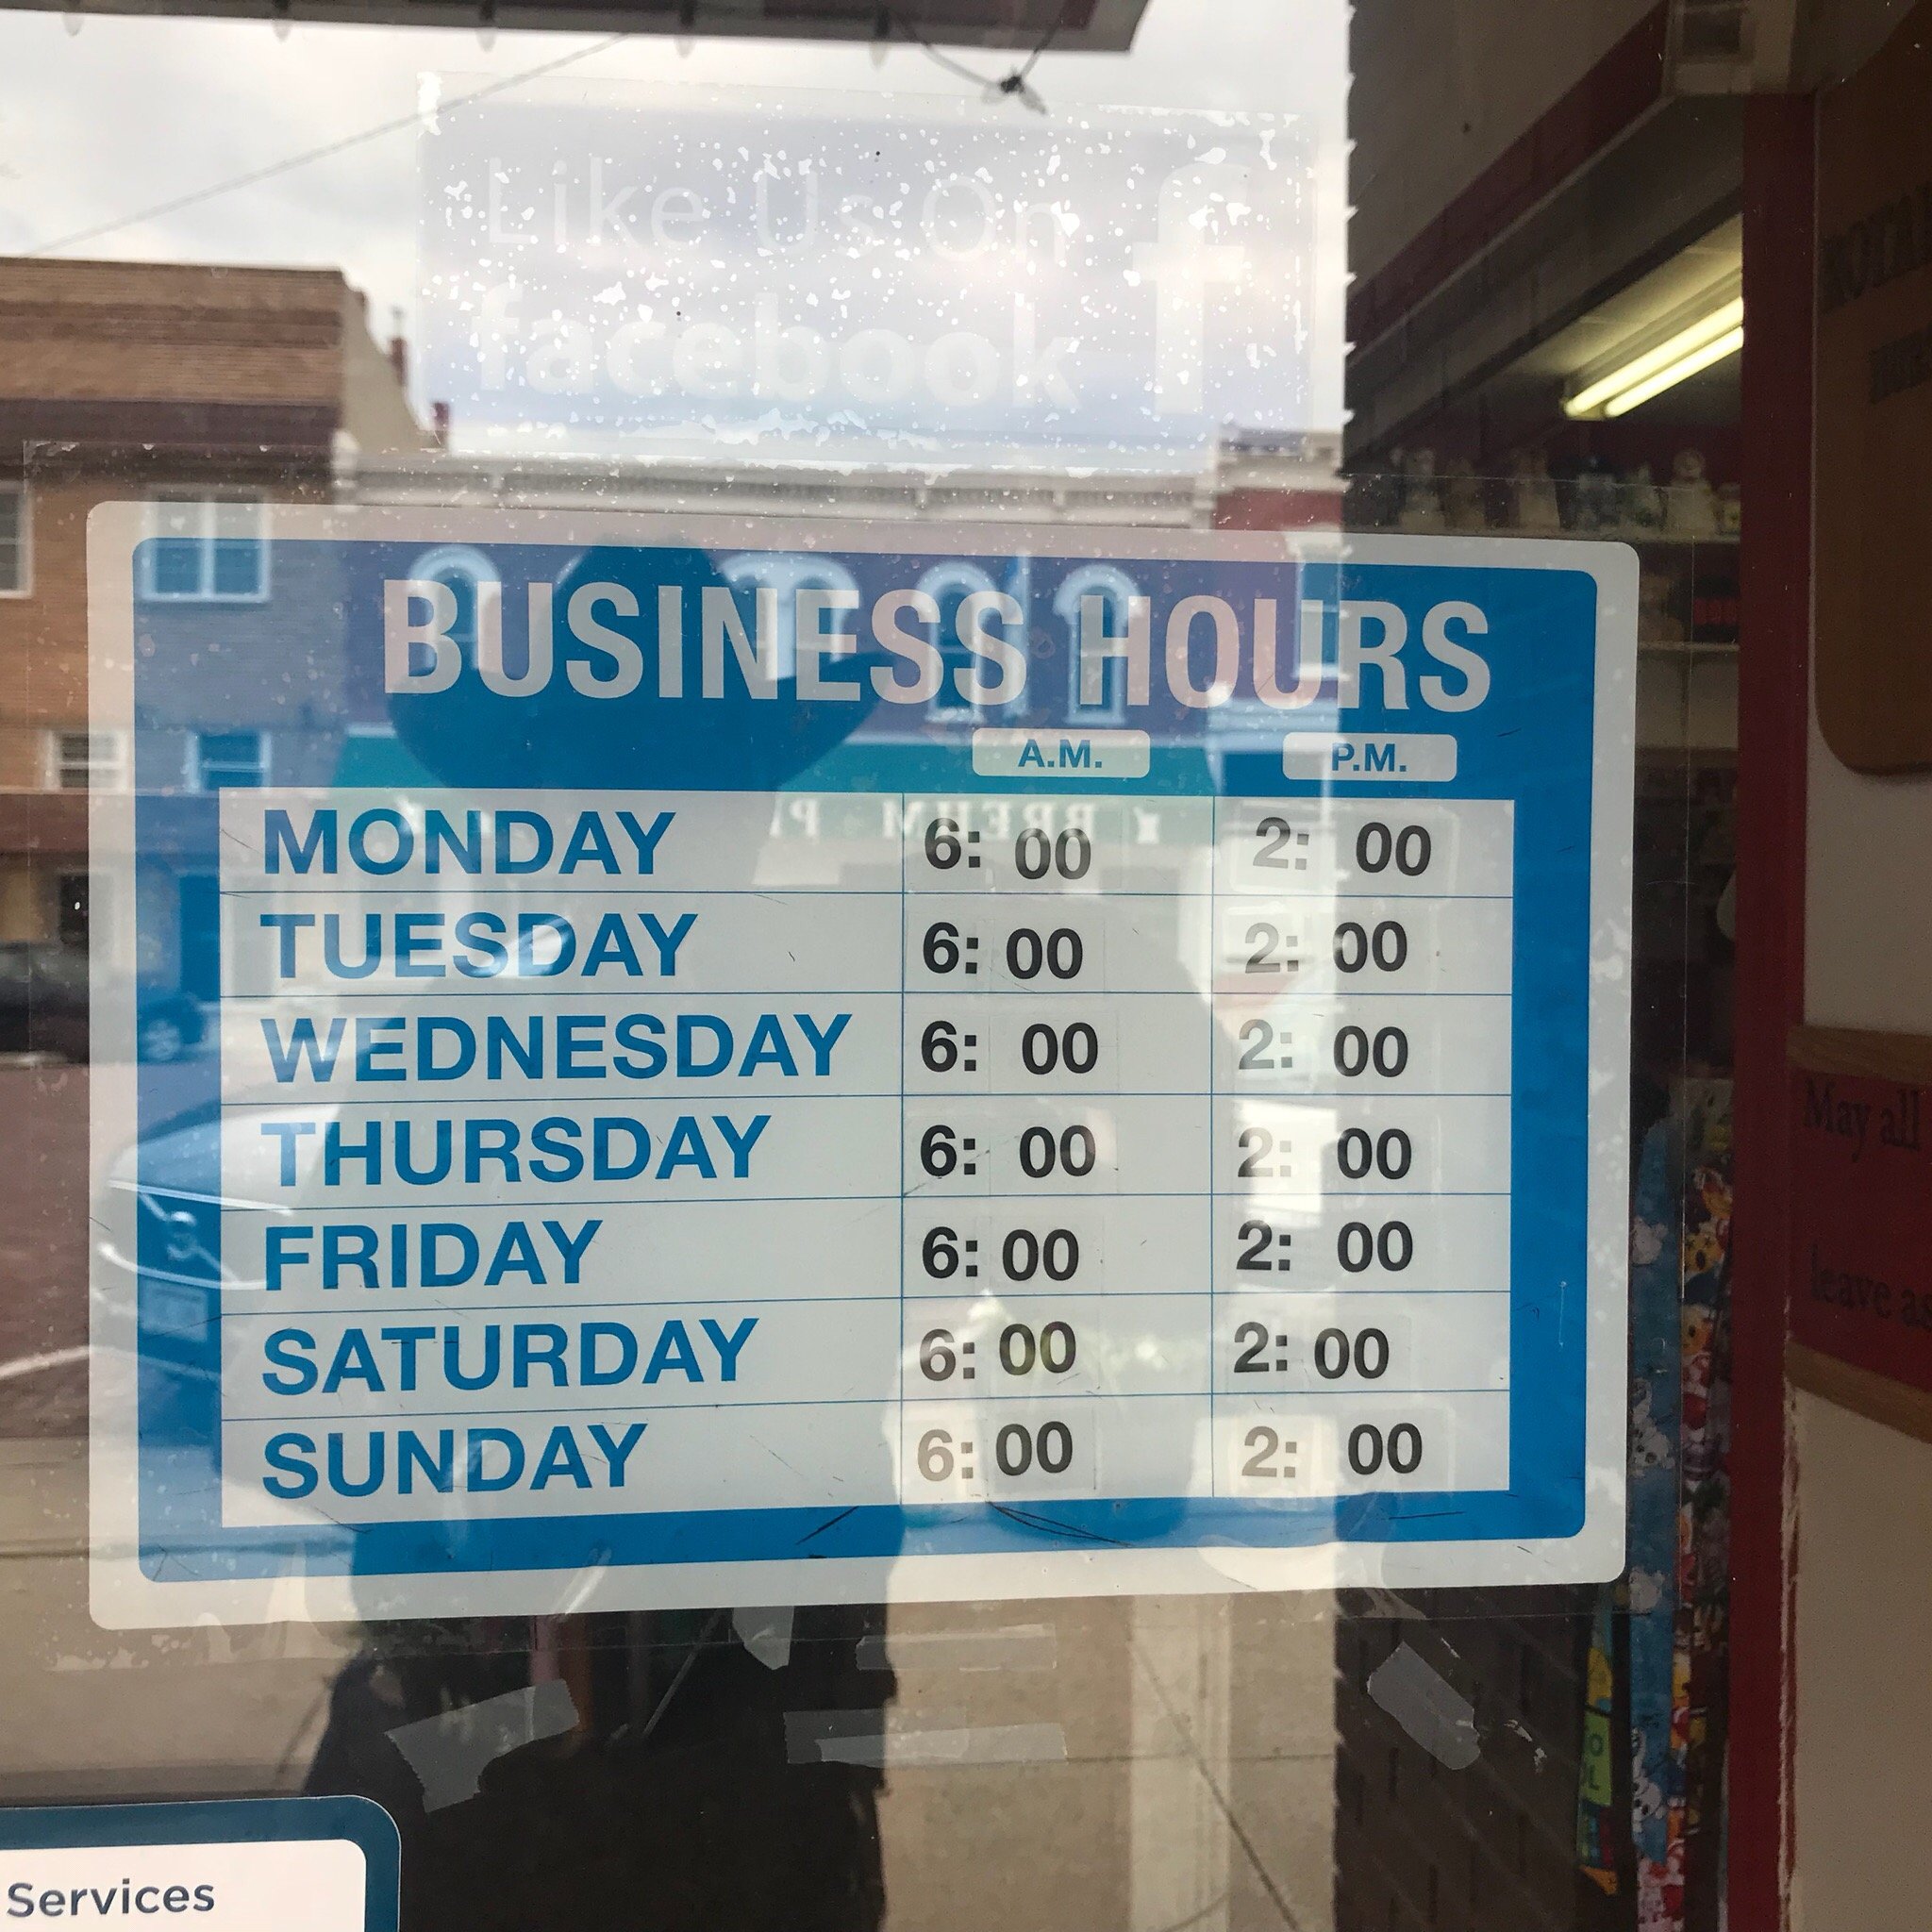 Like Us On
facebook f
BUSINESS HOURS
A.M. P.M.
MONDAY 6: 00 2: 00
TUESDAY 6: 00 2: 00
WEDNESDAY 6: 00 2: 00
THURSDAY 6: 00 2: 00
FRIDAY 6: 00 2: 00
SATURDAY 6: 00 2: 00
SUNDAY 6: 00 2: 00
May all
leave
Services